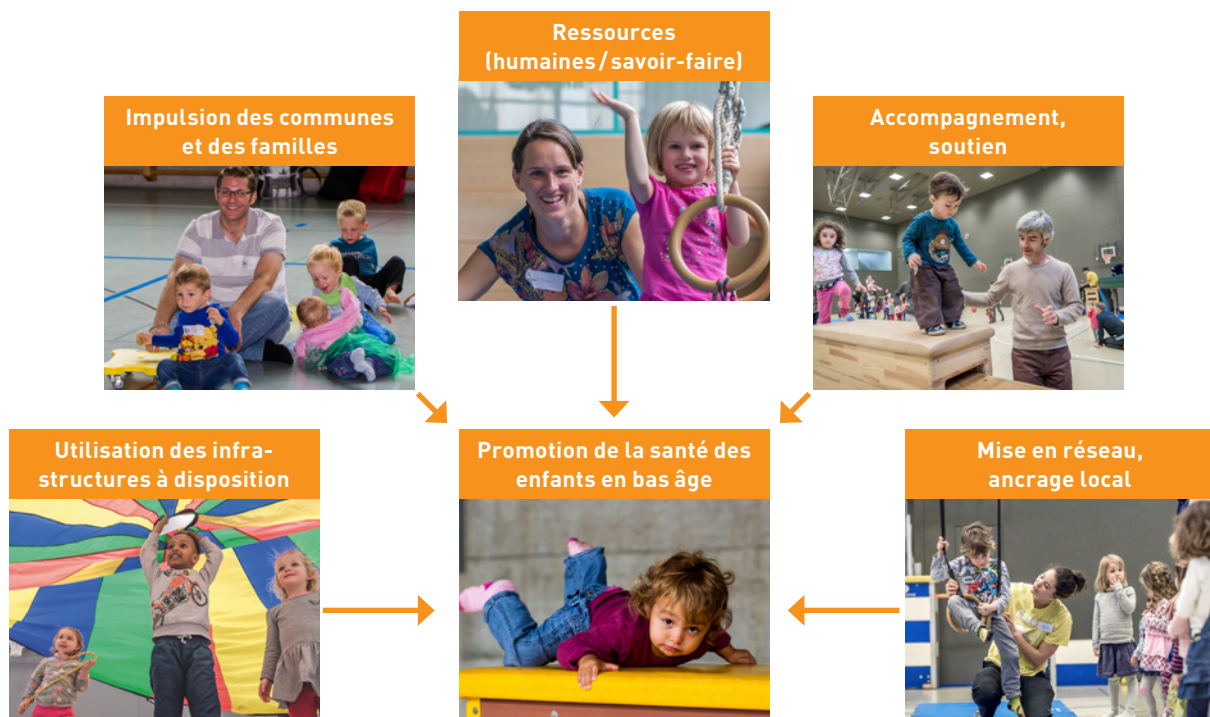 Ressources
(humaines / savoir-faire)
Impulsion des communes
et des familles
Accompagnement,
soutien
Utilisation des infra-
structures à disposition
Promotion de la santé des
enfants en bas âge
Mise en réseau,
ancrage local